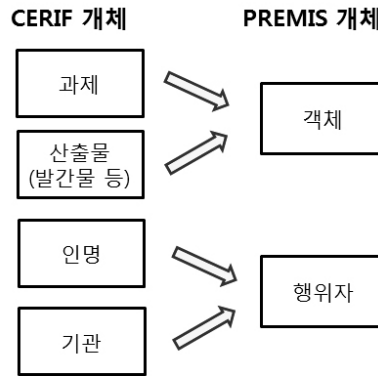 CERIF 개체
PREMIS 개체
과제
산출물
(발간물 등)
인명
기관
객체
행위자